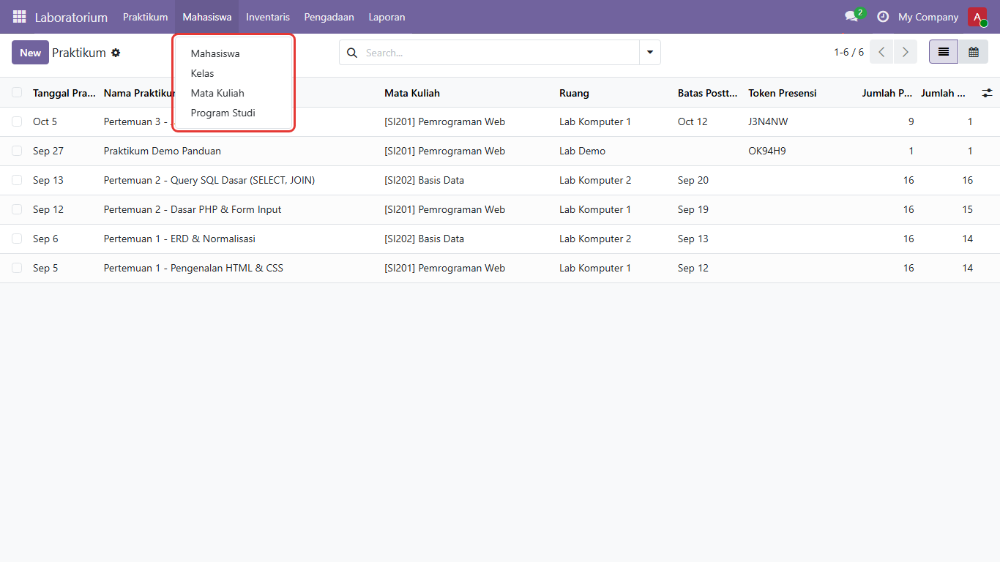 Laboratorium Praktikum Mahasiswa Inventaris Pengadaan Laporan 2 My Company A
New Praktikum Search... 1-6 / 6
Mahasiswa
Kelas
Mata Kuliah
Program Studi
Tanggal Pra... Nama Praktikum Mata Kuliah Ruang Batas Postt... Token Presensi Jumlah P... Jumlah ...
Oct 5 Pertemuan 3 - [SI201] Pemrograman Web Lab Komputer 1 Oct 12 J3N4NW 9 1
Sep 27 Praktikum Demo Panduan [SI201] Pemrograman Web Lab Demo OK94H9 1 1
Sep 13 Pertemuan 2 - Query SQL Dasar (SELECT, JOIN) [SI202] Basis Data Lab Komputer 2 Sep 20 16 16
Sep 12 Pertemuan 2 - Dasar PHP & Form Input [SI201] Pemrograman Web Lab Komputer 1 Sep 19 16 15
Sep 6 Pertemuan 1 - ERD & Normalisasi [SI202] Basis Data Lab Komputer 2 Sep 13 16 14
Sep 5 Pertemuan 1 - Pengenalan HTML & CSS [SI201] Pemrograman Web Lab Komputer 1 Sep 12 16 14